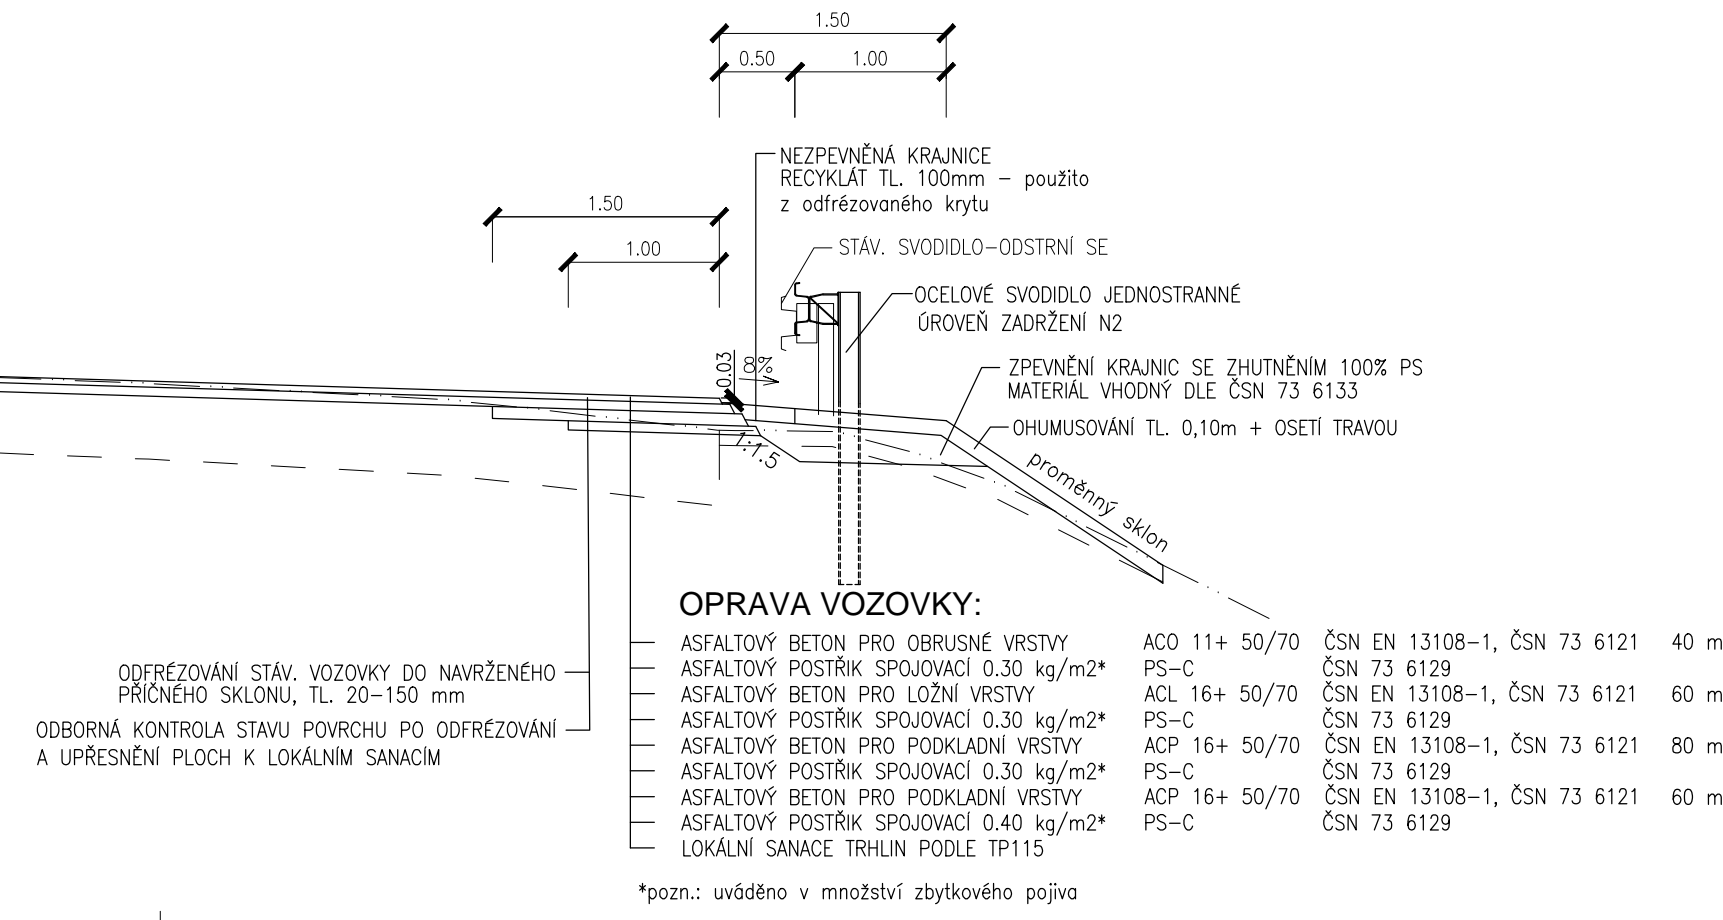 1.50
0.50 1.00
NEZPEVNĚNÁ KRAJNICE
RECYKLÁT TL. 100mm – použito
z odfrézovaného krytu
1.50
1.00
STÁV. SVODIDLO-ODSTRNÍ SE
OCELOVÉ SVODIDLO JEDNOSTRANNÉ
ÚROVEŇ ZADRŽENÍ N2
0.03 8%
ZPEVNĚNÍ KRAJNIC SE ZHUTNĚNÍM 100% PS
MATERIÁL VHODNÝ DLE ČSN 73 6133
OHUMUSOVÁNÍ TL. 0,10m + OSETÍ TRAVOU
1:1.5
proměnný sklon
OPRAVA VOZOVKY:
ASFALTOVÝ BETON PRO OBRUSNÉ VRSTVY ACO 11+ 50/70 ČSN EN 13108-1, ČSN 73 6121 40 m
ASFALTOVÝ POSTŘIK SPOJOVACÍ 0.30 kg/m2* PS-C ČSN 73 6129
ASFALTOVÝ BETON PRO LOŽNÍ VRSTVY ACL 16+ 50/70 ČSN EN 13108-1, ČSN 73 6121 60 m
ASFALTOVÝ POSTŘIK SPOJOVACÍ 0.30 kg/m2* PS-C ČSN 73 6129
ASFALTOVÝ BETON PRO PODKLADNÍ VRSTVY ACP 16+ 50/70 ČSN EN 13108-1, ČSN 73 6121 80 m
ASFALTOVÝ POSTŘIK SPOJOVACÍ 0.30 kg/m2* PS-C ČSN 73 6129
ASFALTOVÝ BETON PRO PODKLADNÍ VRSTVY ACP 16+ 50/70 ČSN EN 13108-1, ČSN 73 6121 60 m
ASFALTOVÝ POSTŘIK SPOJOVACÍ 0.40 kg/m2* PS-C ČSN 73 6129
LOKÁLNÍ SANACE TRHLIN PODLE TP115
ODFRÉZOVÁNÍ STÁV. VOZOVKY DO NAVRŽENÉHO
PŘÍČNÉHO SKLONU, TL. 20-150 mm
ODBORNÁ KONTROLA STAVU POVRCHU PO ODFRÉZOVÁNÍ
A UPŘESNĚNÍ PLOCH K LOKÁLNÍM SANACÍM
*pozn.: uváděno v množství zbytkového pojiva